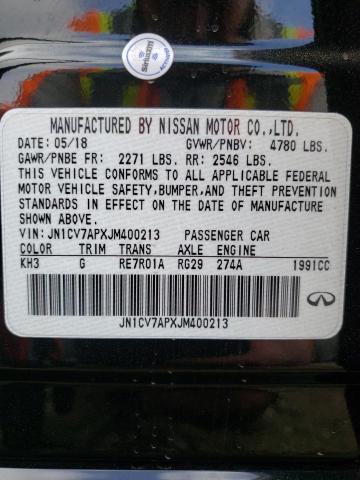 SiriusXM
MANUFACTURED BY NISSAN MOTOR CO.,LTD.
DATE: 05/18 GVWR/PNBV: 4780 LBS.
GAWR/PNBE FR: 2271 LBS. RR: 2546 LBS.
THIS VEHICLE CONFORMS TO ALL APPLICABLE FEDERAL
MOTOR VEHICLE SAFETY,BUMPER,AND THEFT PREVENTION
STANDARDS IN EFFECT ON THE DATE OF MANUFACTURE
SHOWN ABOVE.
VIN: JN1CV7APXJM400213 PASSENGER CAR
COLOR TRIM TRANS AXLE ENGINE
KH3 G RE7R01A RG29 274A 1991CC
JN1CV7APXJM400213